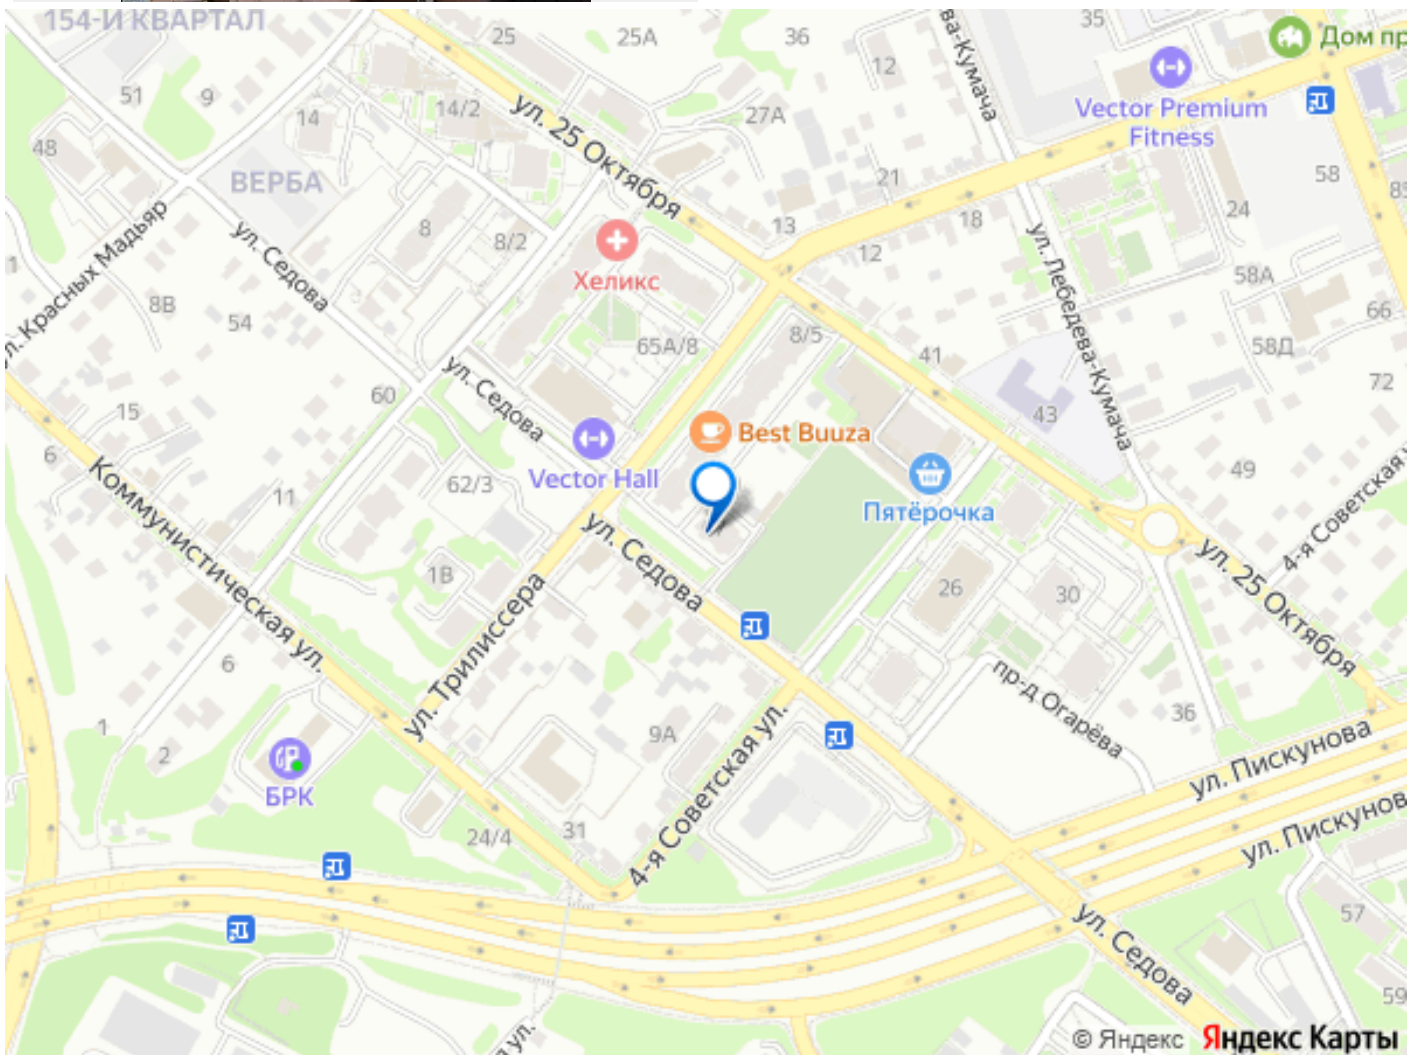 154-Й КВАРТАЛ
25
25А
36
35
Дом пр
12
ва-Кумача
51
9
14
14/2
ул. 25 Октября
27А
Vector Premium
Fitness
48
ВЕРБА
21
58
85
ул. Красных Мадьяр
ул. Седова
8
8/2
Хеликс
13
18
24
12
ул. Лебедева-Кумача
58А
1
8В
54
65А/8
8/5
41
66
58Д
72
ул. Седова
60
15
43
6
Best Buuza
Vector Hall
62/3
11
Пятёрочка
49
4-я Советская
Коммунистическая ул.
ул. Седова
1В
26
30
ул. 25 Октября
ул. Трилиссера
6
пр-д Огарёва
36
1
2
9А
4-я Советская ул.
ул. Пискунова
БРК
24/4
31
ул. Пискунов
57
ул. Седова
59
ул.
© Яндекс Яндекс Карты